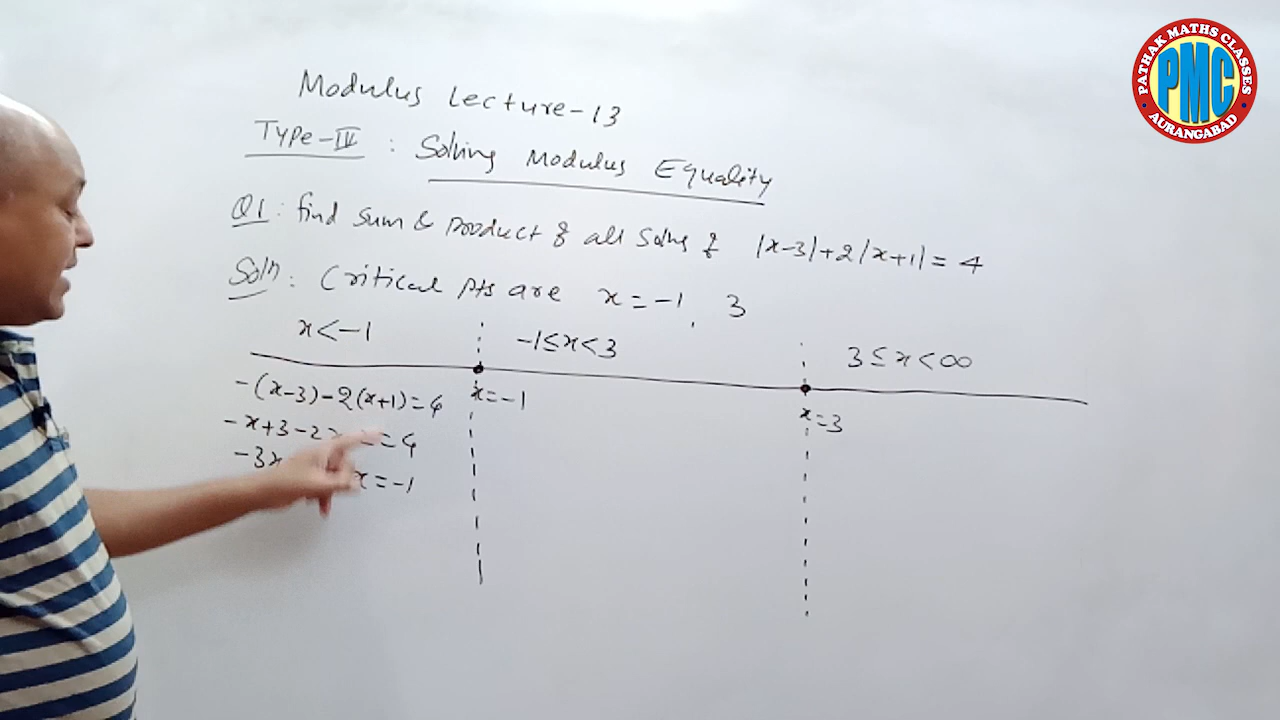 PATHAK MATHS CLASSES
PMC
AURANGABAD
Modulus Lecture-13
Type-IV : Solving Modulus Equality
Q1: find sum & product of all solns of |x-3|+2|x+1|=4
Soln: Critical pts are x=-1, 3
x<-1 -1≤x<3 3≤x<∞
-(x-3)-2(x+1)=4 x=-1 x=3
-x+3-2 =4
-3x x=-1